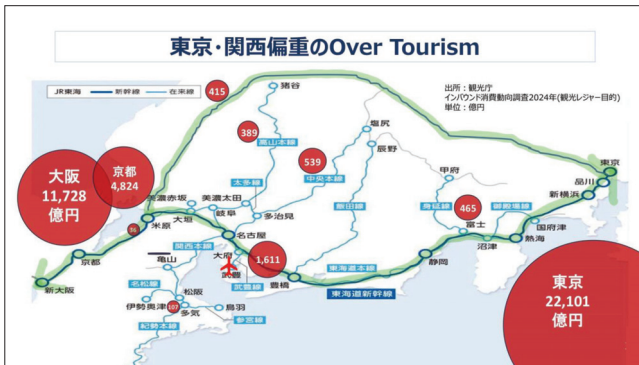 東京・関西偏重のOver Tourism
JR東海 新幹線 在来線
出所：観光庁
インバウンド消費動向調査2024年(観光レジャー目的)
単位：億円
415
猪谷
389
高山本線
539
塩尻
中央本線
辰野
甲府
東京
品川
新横浜
大阪
11,728
億円
京都
4,824
太多線
飯田線
身延線
465
御殿場線
美濃赤坂
美濃太田
大垣
岐阜
多治見
米原
富士
国府津
沼津
熱海
名古屋
関西本線
亀山
大府
1,611
武豊
武豊線
東海道本線
静岡
京都
新大阪
豊橋
東海道新幹線
名松線
松阪
伊勢奥津
107
多気
鳥羽
紀勢本線
参宮線
東京
22,101
億円